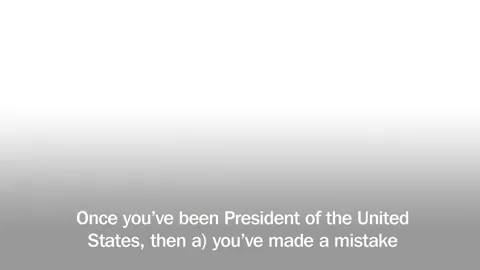 Once you’ve been President of the United
States, then a) you’ve made a mistake